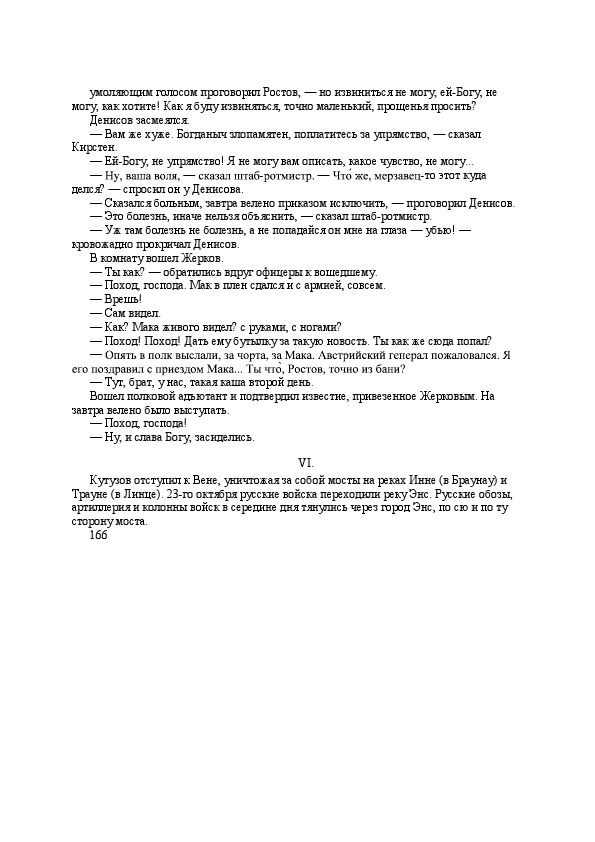 умоляющим голосом проговорил Ростов, — но извиниться не могу, ей-Богу, не
могу, как хотите! Как я буду извиняться, точно маленький, прощенья просить?
Денисов засмеялся.
— Вам же хуже. Богданыч злопамятен, поплатитесь за упрямство, — сказал
Кирстен.
— Ей-Богу, не упрямство! Я не могу вам описать, какое чувство, не могу...
— Ну, ваша воля, — сказал штаб-ротмистр. — Что́ же, мерзавец-то этот куда
делся? — спросил он у Денисова.
— Сказался больным, завтра велено приказом исключить, — проговорил Денисов.
— Это болезнь, иначе нельзя объяснить, — сказал штаб-ротмистр.
— Уж там болезнь не болезнь, а не попадайся он мне на глаза — убью! —
кровожадно прокричал Денисов.
В комнату вошел Жерков.
— Ты как? — обратились вдруг офицеры к вошедшему.
— Поход, господа. Мак в плен сдался и с армией, совсем.
— Врешь!
— Сам видел.
— Как? Мака живого видел? с руками, с ногами?
— Поход! Поход! Дать ему бутылку за такую новость. Ты как же сюда попал?
— Опять в полк выслали, за чорта, за Мака. Австрийский генерал пожаловался. Я
его поздравил с приездом Мака... Ты что̀, Ростов, точно из бани?
— Тут, брат, у нас, такая каша второй день.
Вошел полковой адъютант и подтвердил известие, привезенное Жерковым. На
завтра велено было выступать.
— Поход, господа!
— Ну, и слава Богу, засиделись.
VI.
Кутузов отступил к Вене, уничтожая за собой мосты на реках Инне (в Браунау) и
Трауне (в Линце). 23-го октября русские войска переходили реку Энс. Русские обозы,
артиллерия и колонны войск в середине дня тянулись через город Энс, по сю и по ту
сторону моста.
166